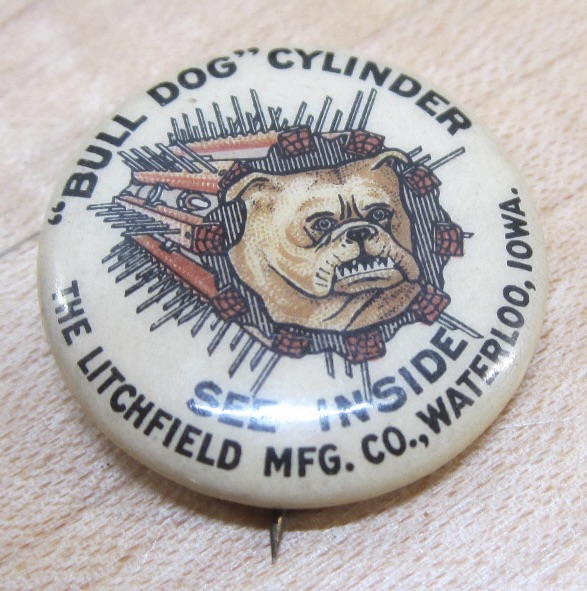 "BULL DOG" CYLINDER
SEE INSIDE
THE LITCHFIELD MFG. CO., WATERLOO, IOWA.